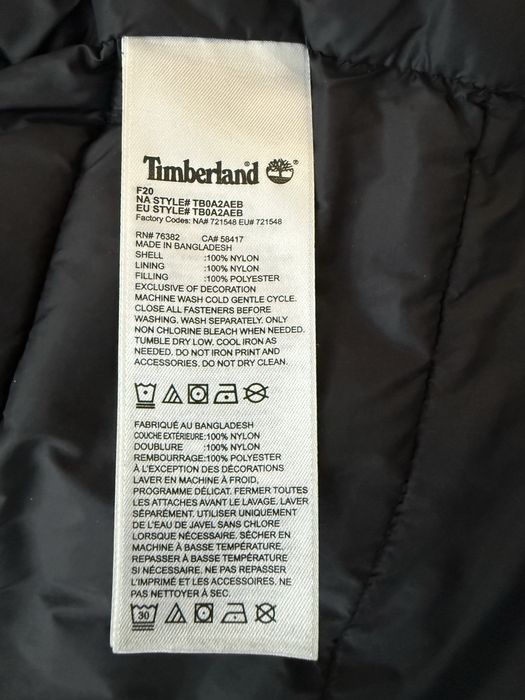 Timberland®
F20
NA STYLE# TB0A2AEB
EU STYLE# TB0A2AEB
Factory Codes: NA# 721548 EU# 721548
RN# 76382 CA# 58417
MADE IN BANGLADESH
SHELL :100% NYLON
LINING :100% NYLON
FILLING :100% POLYESTER
EXCLUSIVE OF DECORATION
MACHINE WASH COLD GENTLE CYCLE.
CLOSE ALL FASTENERS BEFORE
WASHING. WASH SEPARATELY. ONLY
NON CHLORINE BLEACH WHEN NEEDED.
TUMBLE DRY LOW. COOL IRON AS
NEEDED. DO NOT IRON PRINT AND
ACCESSORIES. DO NOT DRY CLEAN.
FABRIQUÉ AU BANGLADESH
COUCHE EXTÉRIEURE:100% NYLON
DOUBLURE :100% NYLON
REMBOURRAGE:100% POLYESTER
À L'EXCEPTION DES DÉCORATIONS
LAVER EN MACHINE À FROID,
PROGRAMME DÉLICAT. FERMER TOUTES
LES ATTACHES AVANT LE LAVAGE. LAVER
SÉPARÉMENT. UTILISER UNIQUEMENT
DE L'EAU DE JAVEL SANS CHLORE
LORSQUE NÉCESSAIRE. SÉCHER EN
MACHINE À BASSE TEMPÉRATURE.
REPASSER À BASSE TEMPÉRATURE
SI NÉCESSAIRE. NE PAS REPASSER
L'IMPRIMÉ ET LES ACCESSOIRES. NE
PAS NETTOYER À SEC.
30